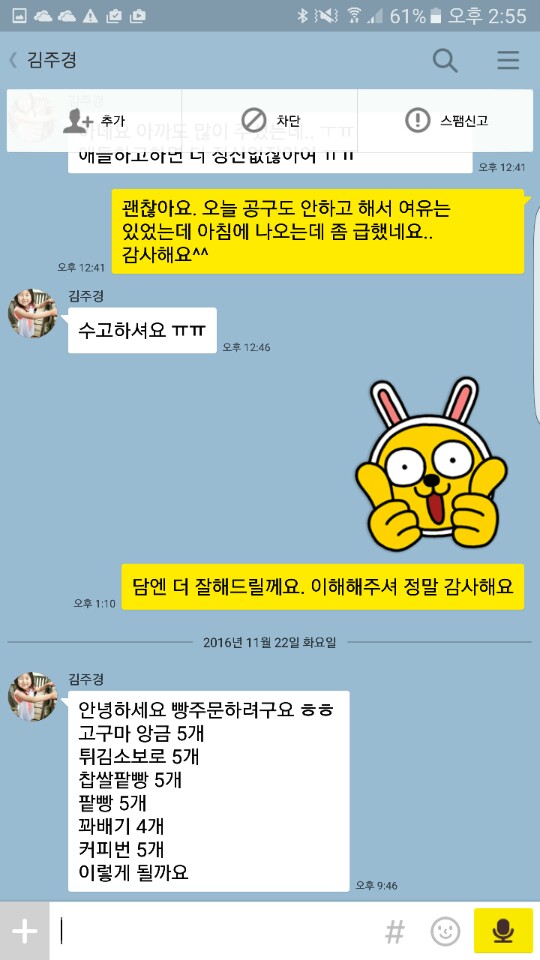 61% 오후 2:55
김주경
추가
차단
스팸신고
애들하고하면 더 정신없잖아여 ㅠㅠ
오후 12:41
괜찮아요. 오늘 공구도 안하고 해서 여유는
있었는데 아침에 나오는데 좀 급했네요..
감사해요^^
오후 12:41
김주경
수고하셔요 ㅠㅠ
오후 12:46
담엔 더 잘해드릴께요. 이해해주셔 정말 감사해요
오후 1:10
2016년 11월 22일 화요일
김주경
안녕하세요 빵주문하려구요 ㅎㅎ
고구마 앙금 5개
튀김소보로 5개
찹쌀팥빵 5개
팥빵 5개
꽈배기 4개
커피번 5개
이렇게 될까요
오후 9:46
#